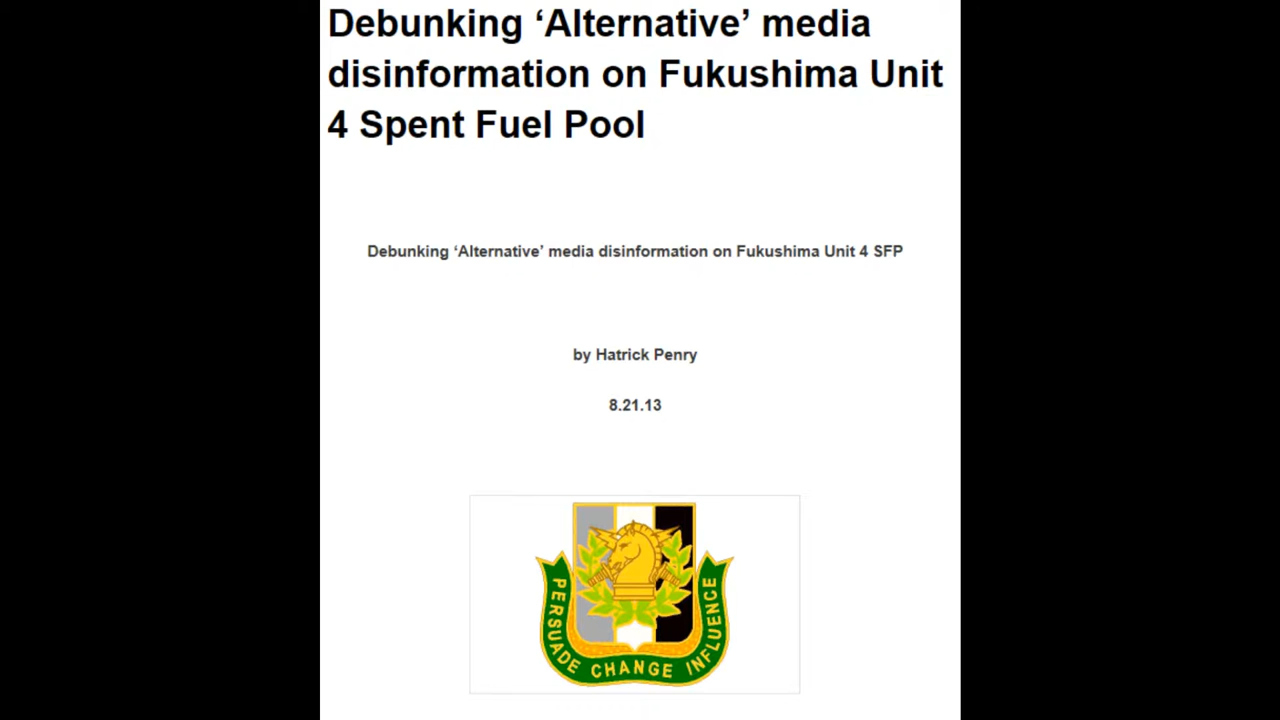 Debunking ‘Alternative’ media
disinformation on Fukushima Unit
4 Spent Fuel Pool
Debunking ‘Alternative’ media disinformation on Fukushima Unit 4 SFP
by Hatrick Penry
8.21.13
PERSUADE CHANGE INFLUENCE